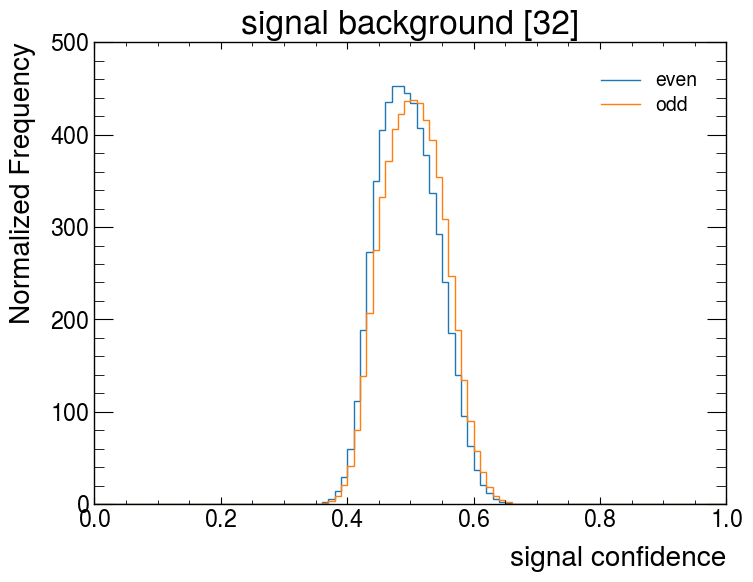 signal background [32]
Normalized Frequency
500
400
300
200
100
0
even
odd
0.0 0.2 0.4 0.6 0.8 1.0
signal confidence